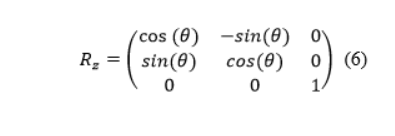 cos (θ) −sin(θ) 0
R_z = ( sin(θ) cos(θ) 0 ) (6)
0 0 1